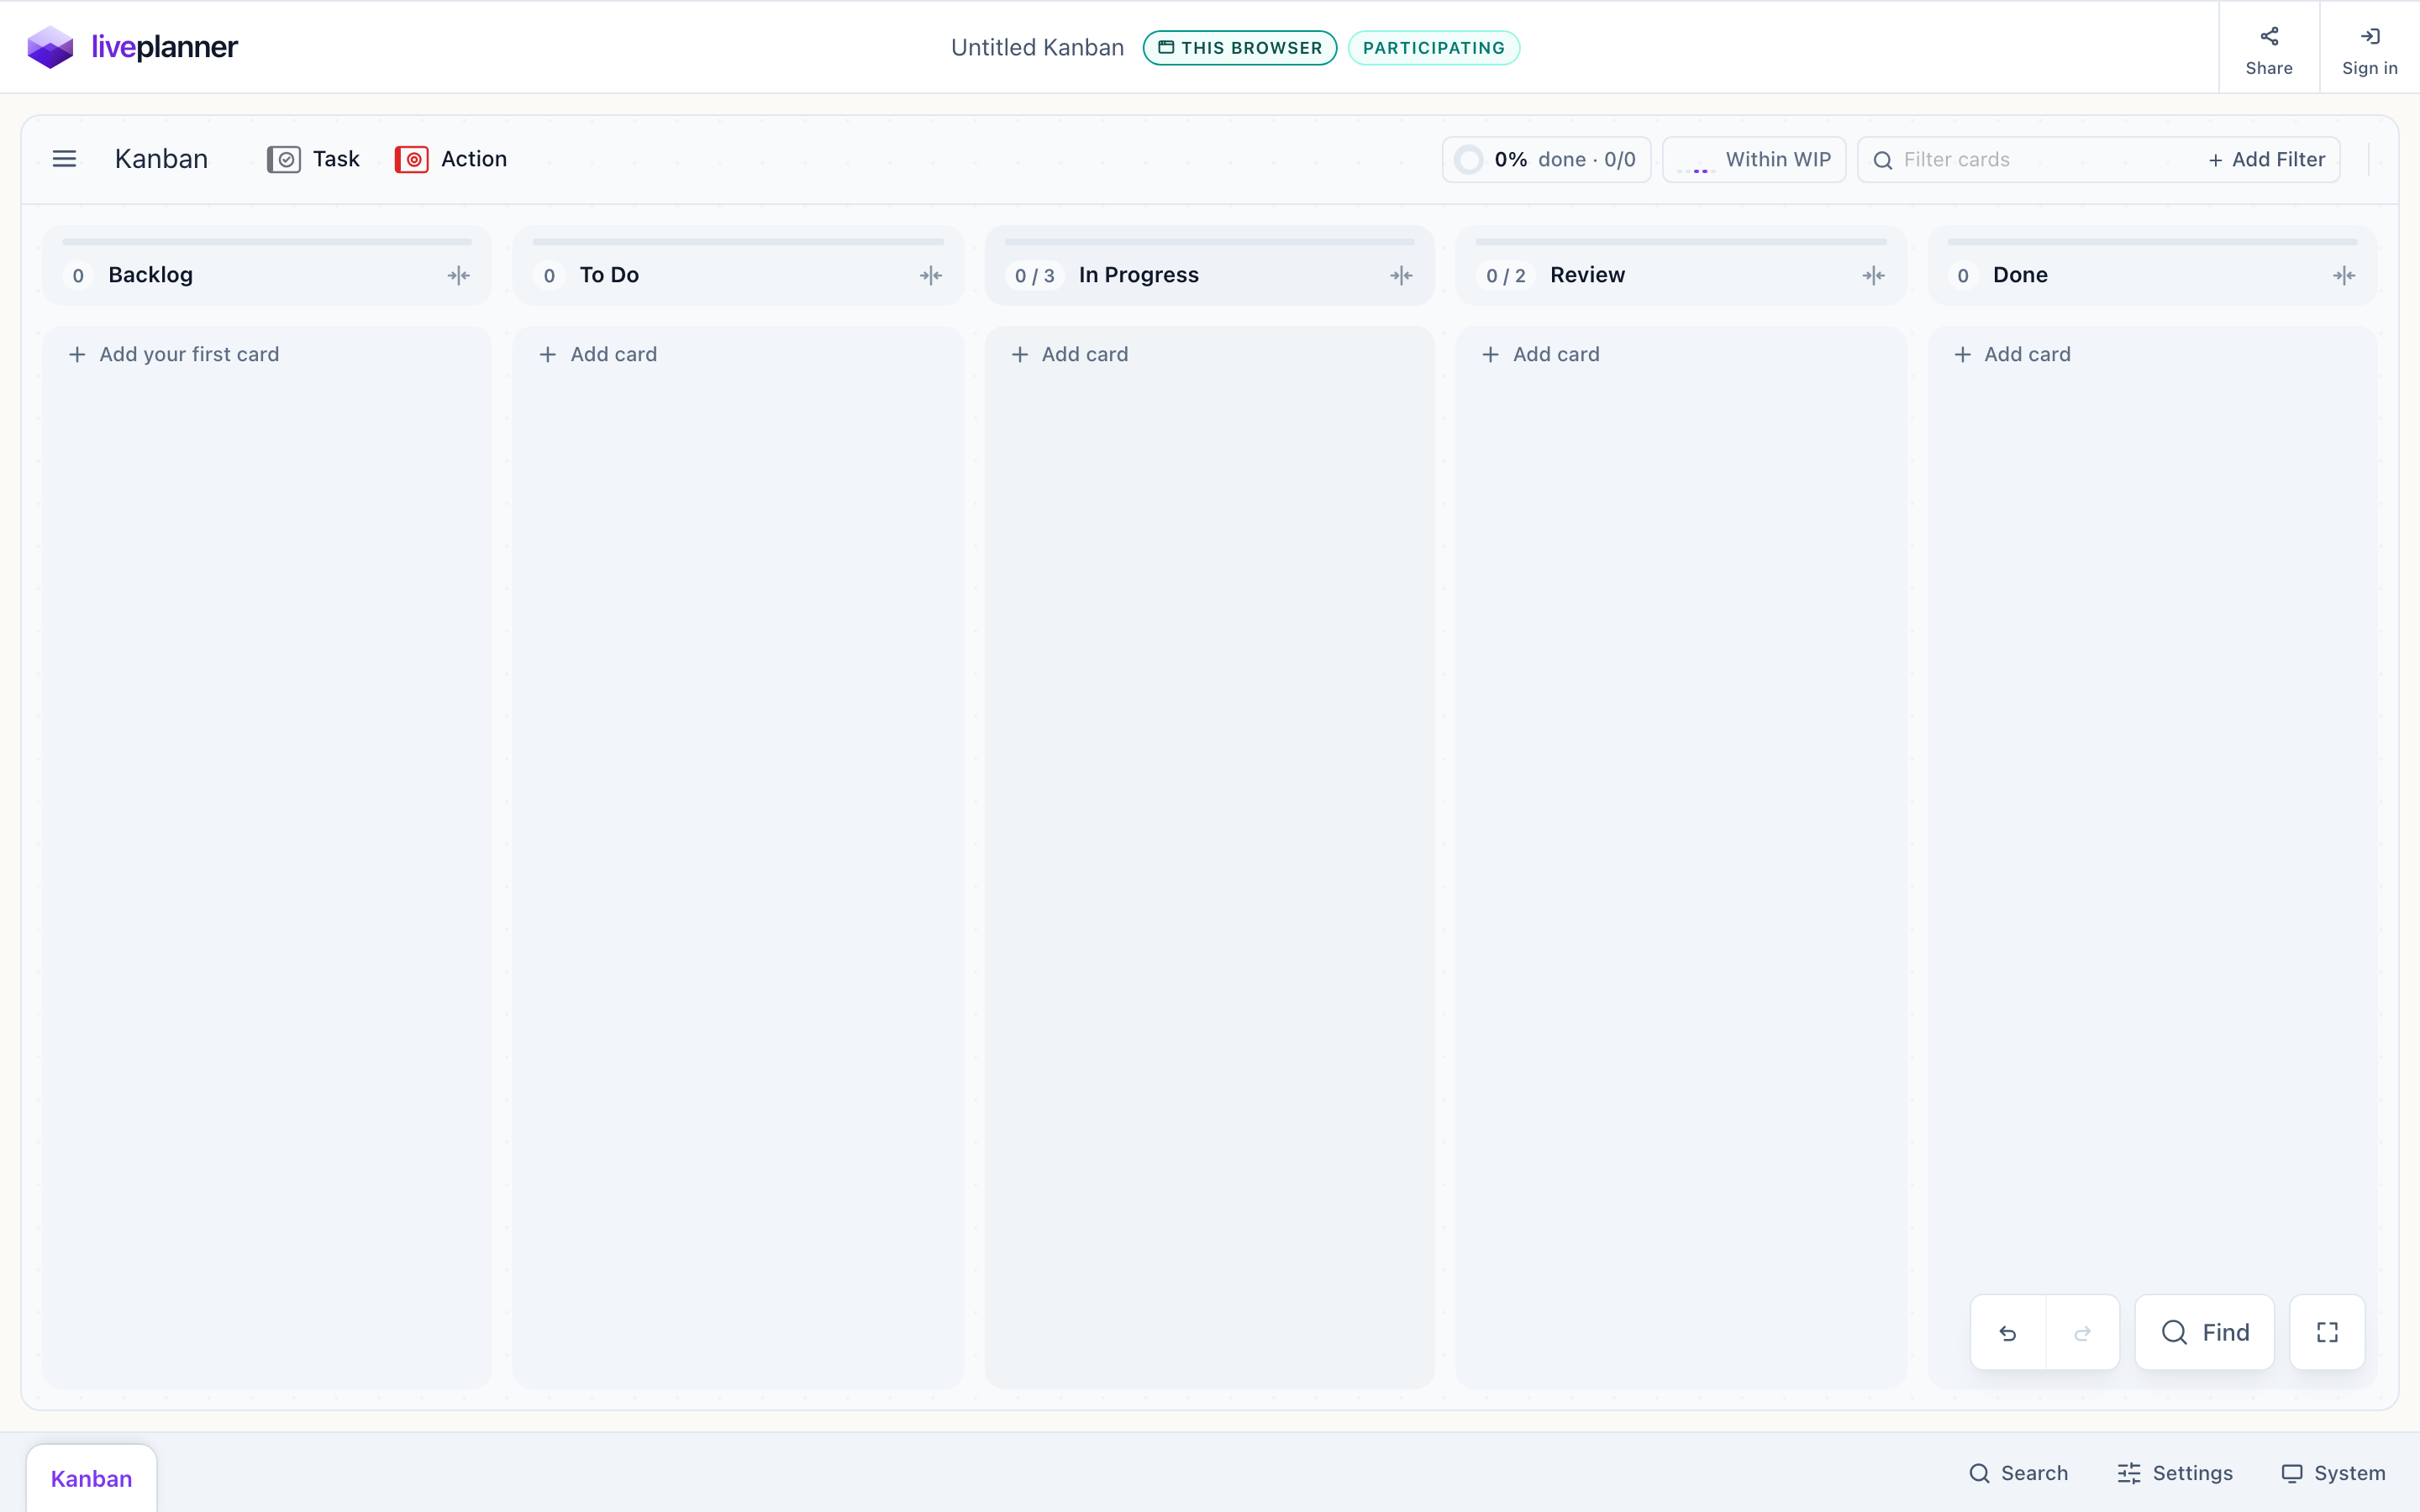 liveplanner
Untitled Kanban THIS BROWSER PARTICIPATING
Share
Sign in
Kanban Task Action
0% done · 0/0 Within WIP Filter cards + Add Filter
0 Backlog
0 To Do
0 / 3 In Progress
0 / 2 Review
0 Done
+ Add your first card
+ Add card
+ Add card
+ Add card
+ Add card
Find
Kanban
Search Settings System